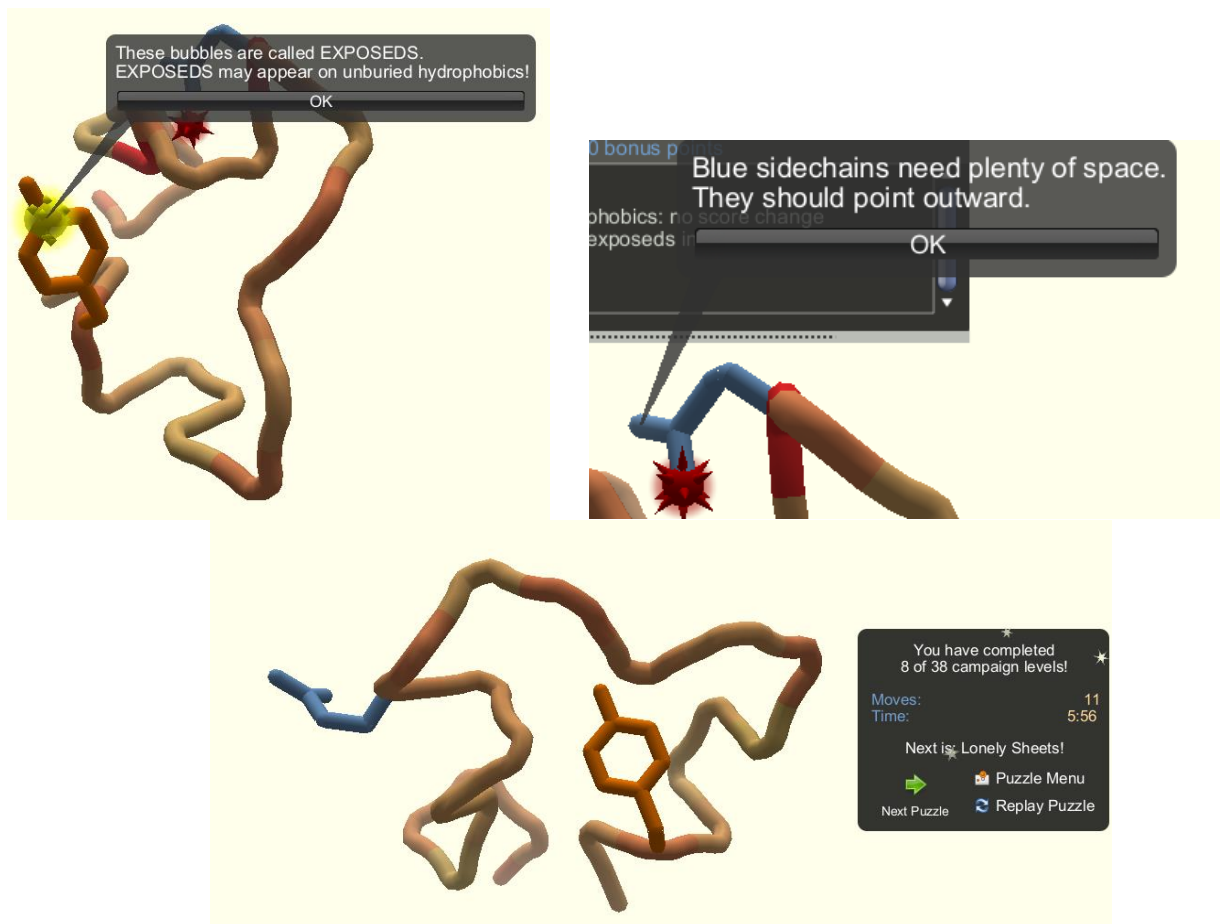 These bubbles are called EXPOSEDS.
EXPOSEDS may appear on unburied hydrophobics!
OK
0 bonus points
Blue sidechains need plenty of space.
They should point outward.
phobics: no score change
exposeds in
OK
You have completed
8 of 38 campaign levels!
Moves: 11
Time: 5:56
Next is: Lonely Sheets!
Next Puzzle
Puzzle Menu
Replay Puzzle